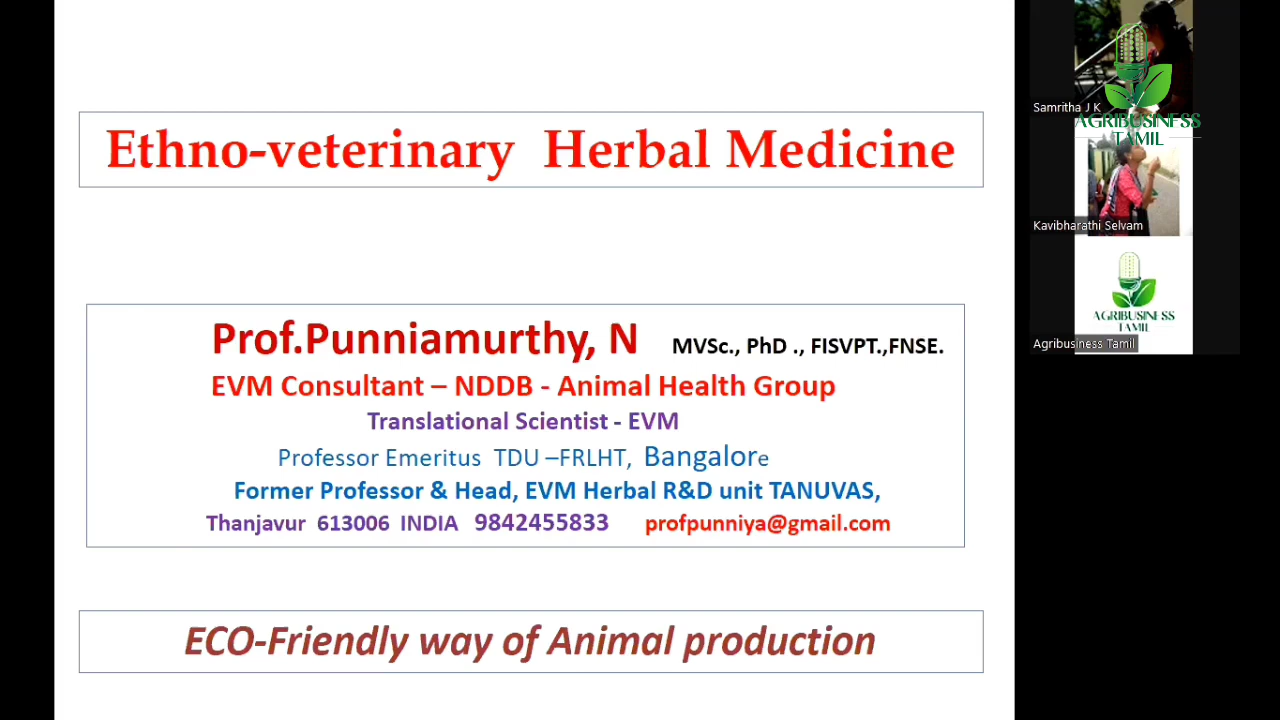 Ethno-veterinary Herbal Medicine
Prof.Punniamurthy, N MVSc., PhD ., FISVPT.,FNSE.
EVM Consultant – NDDB - Animal Health Group
Translational Scientist - EVM
Professor Emeritus TDU –FRLHT, Bangalore
Former Professor & Head, EVM Herbal R&D unit TANUVAS,
Thanjavur 613006 INDIA 9842455833 profpunniya@gmail.com
ECO-Friendly way of Animal production
Samritha J K
AGRIBUSINESS
TAMIL
Kavibharathi Selvam
AGRIBUSINESS
TAMIL
Agribusiness Tamil